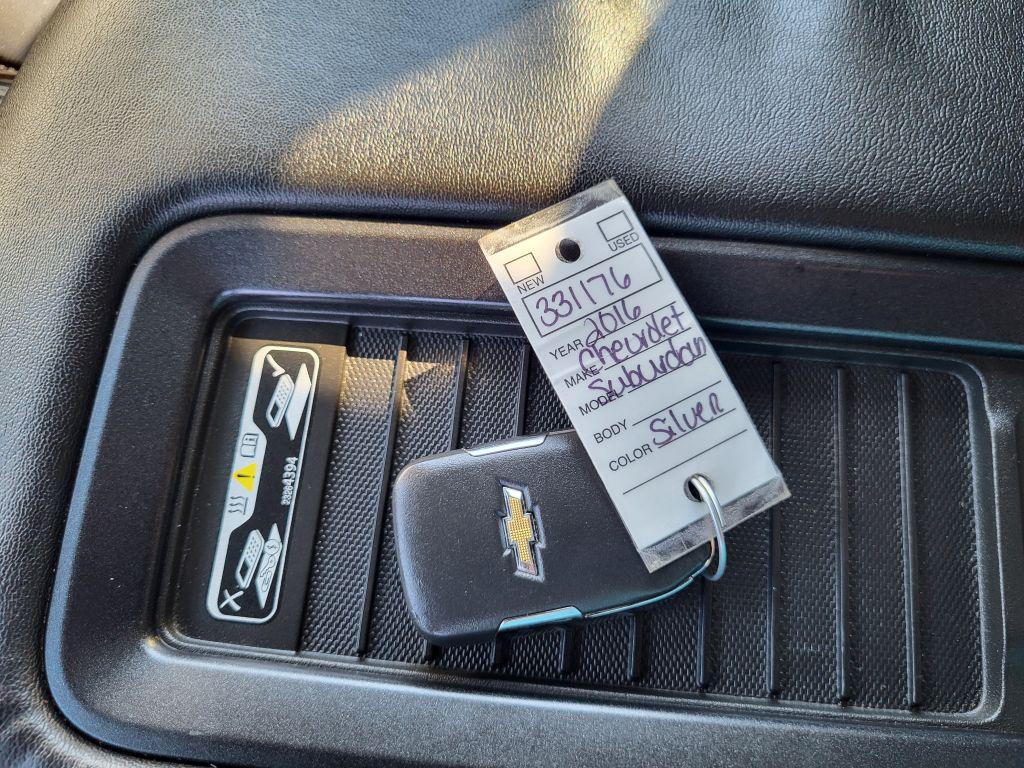 NEW
USED
331176
YEAR 2016
MAKE Chevrolet
MODEL Suburban
BODY
COLOR Silver
23264394